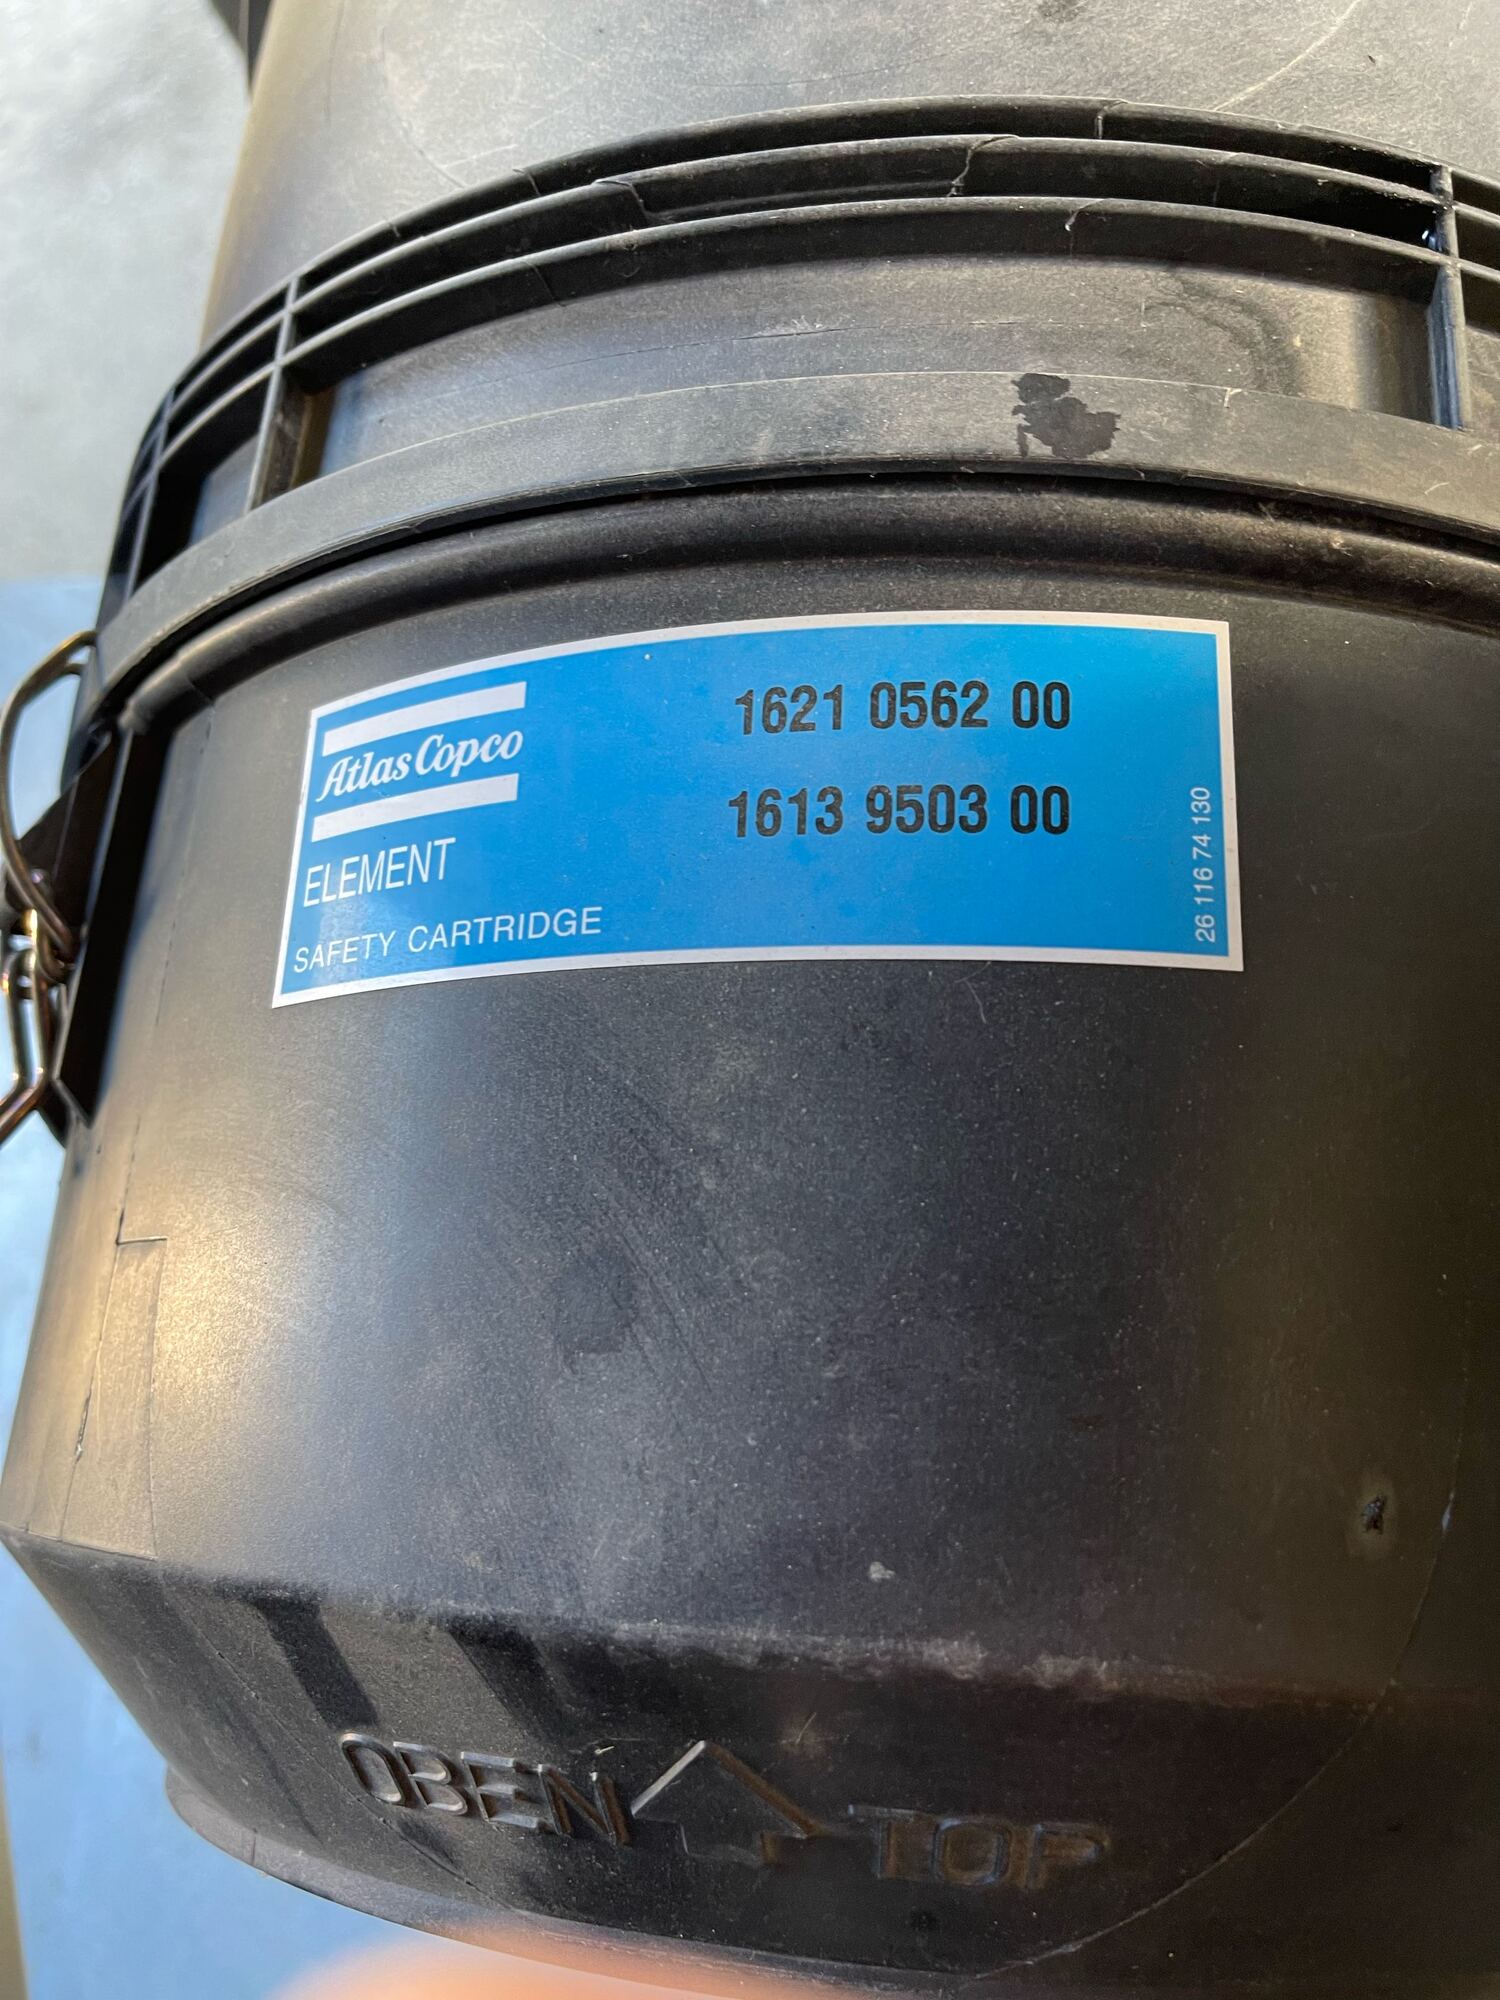 Atlas Copco
1621 0562 00
1613 9503 00
ELEMENT
SAFETY CARTRIDGE
26 116 74 130
OBEN TOP